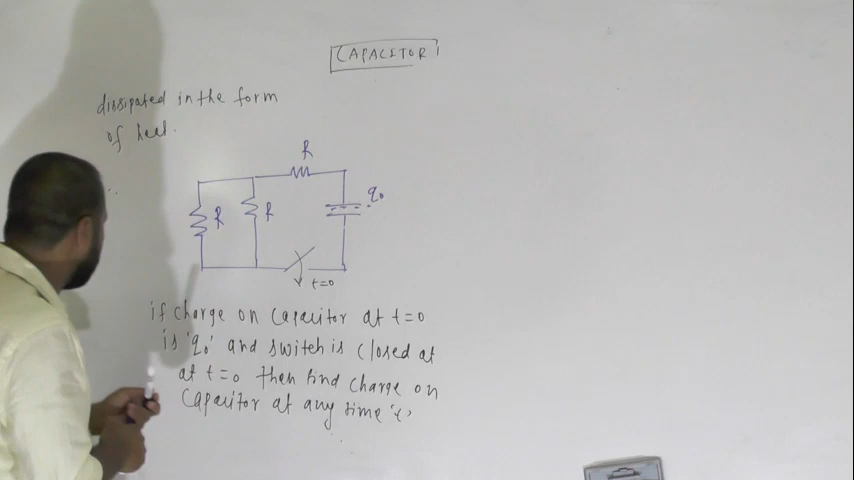 CAPACITOR
dissipated in the form
of heat.
R
R
R
q₀
t=0
if charge on capacitor at t=0
is 'q₀' and switch is closed at
at t=0 then find charge on
capacitor at any time 't'